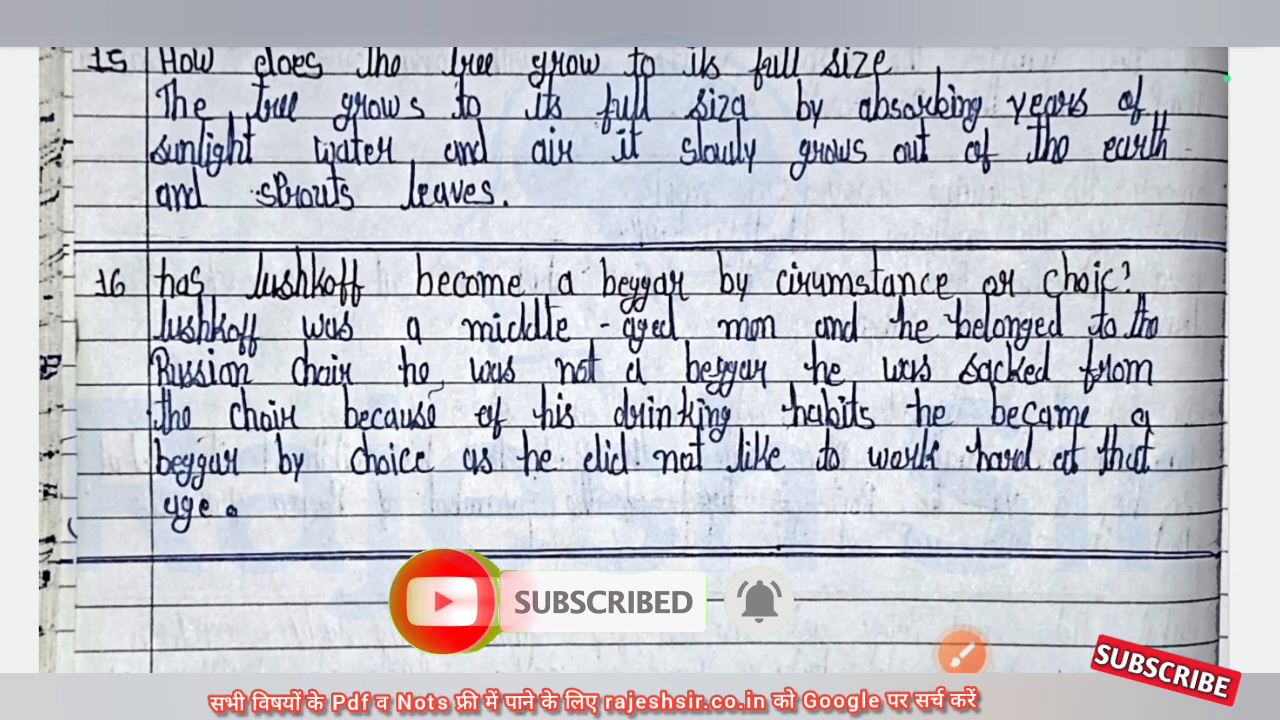 15 How does the tree grow to its full size.
The tree grows to its full siza by absorbing years of
sunlight water and air it slowly grows out of the earth
and sprouts leaves.
16 has lushkoff become a beggar by cirumstance or choic?
lushkoff was a middle-aged man and he belonged to the
Russion chair he was not a beggar he was sacked from
the chair because of his drinking habits he became a
beggar by choice as he did not like to work hard at that
age.
SUBSCRIBED
SUBSCRIBE
सभी विषयों के Pdf व Nots फ्री में पाने के लिए rajeshsir.co.in को Google पर सर्च करें
Rajesh Sir